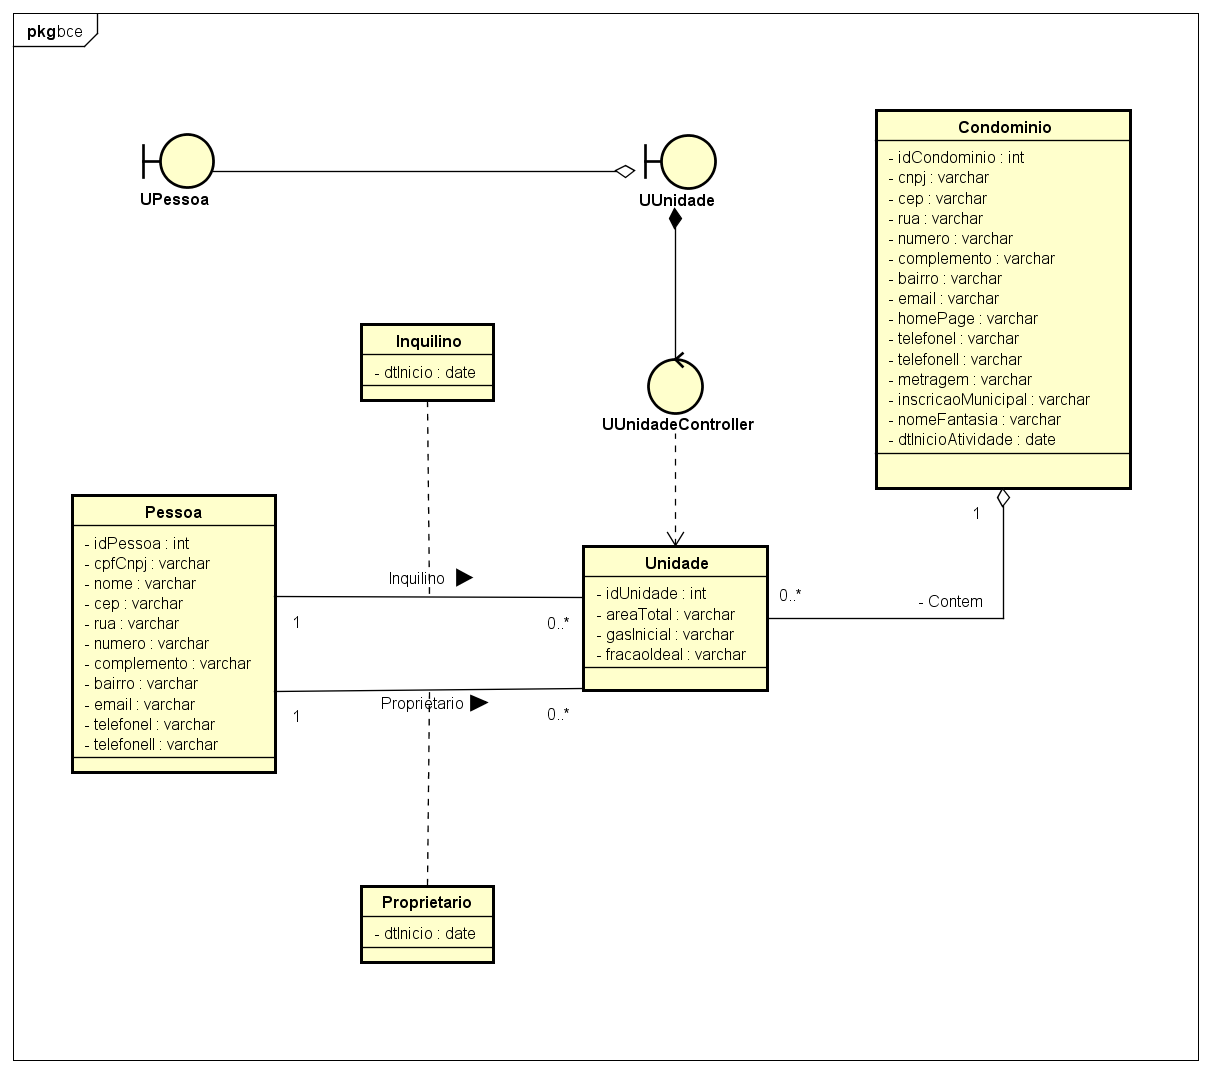 pkg bce
UPessoa
UUnidade
Condominio
- idCondominio : int
- cnpj : varchar
- cep : varchar
- rua : varchar
- numero : varchar
- complemento : varchar
- bairro : varchar
- email : varchar
- homePage : varchar
- telefoneI : varchar
- telefoneII : varchar
- metragem : varchar
- inscricaoMunicipal : varchar
- nomeFantasia : varchar
- dtInicioAtividade : date
Inquilino
- dtInicio : date
UUnidadeController
Pessoa
- idPessoa : int
- cpfCnpj : varchar
- nome : varchar
- cep : varchar
- rua : varchar
- numero : varchar
- complemento : varchar
- bairro : varchar
- email : varchar
- telefoneI : varchar
- telefoneII : varchar
Inquilino
1
0..*
Proprietario
1
0..*
Unidade
- idUnidade : int
- areaTotal : varchar
- gasInicial : varchar
- fracaoIdeal : varchar
0..*
- Contem
1
Proprietario
- dtInicio : date